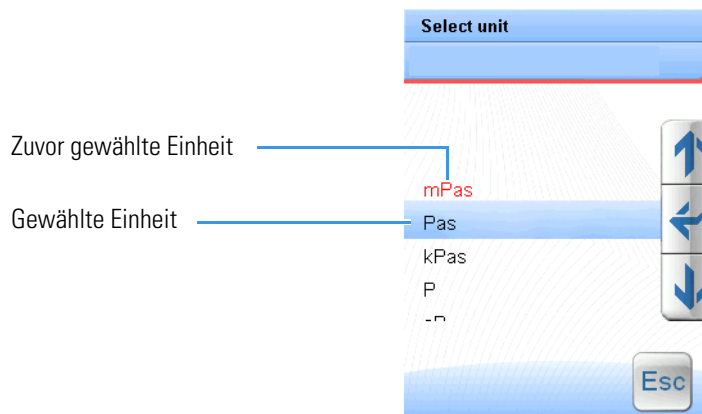 Select unit
Zuvor gewählte Einheit
mPas
Gewählte Einheit
Pas
kPas
P
Esc